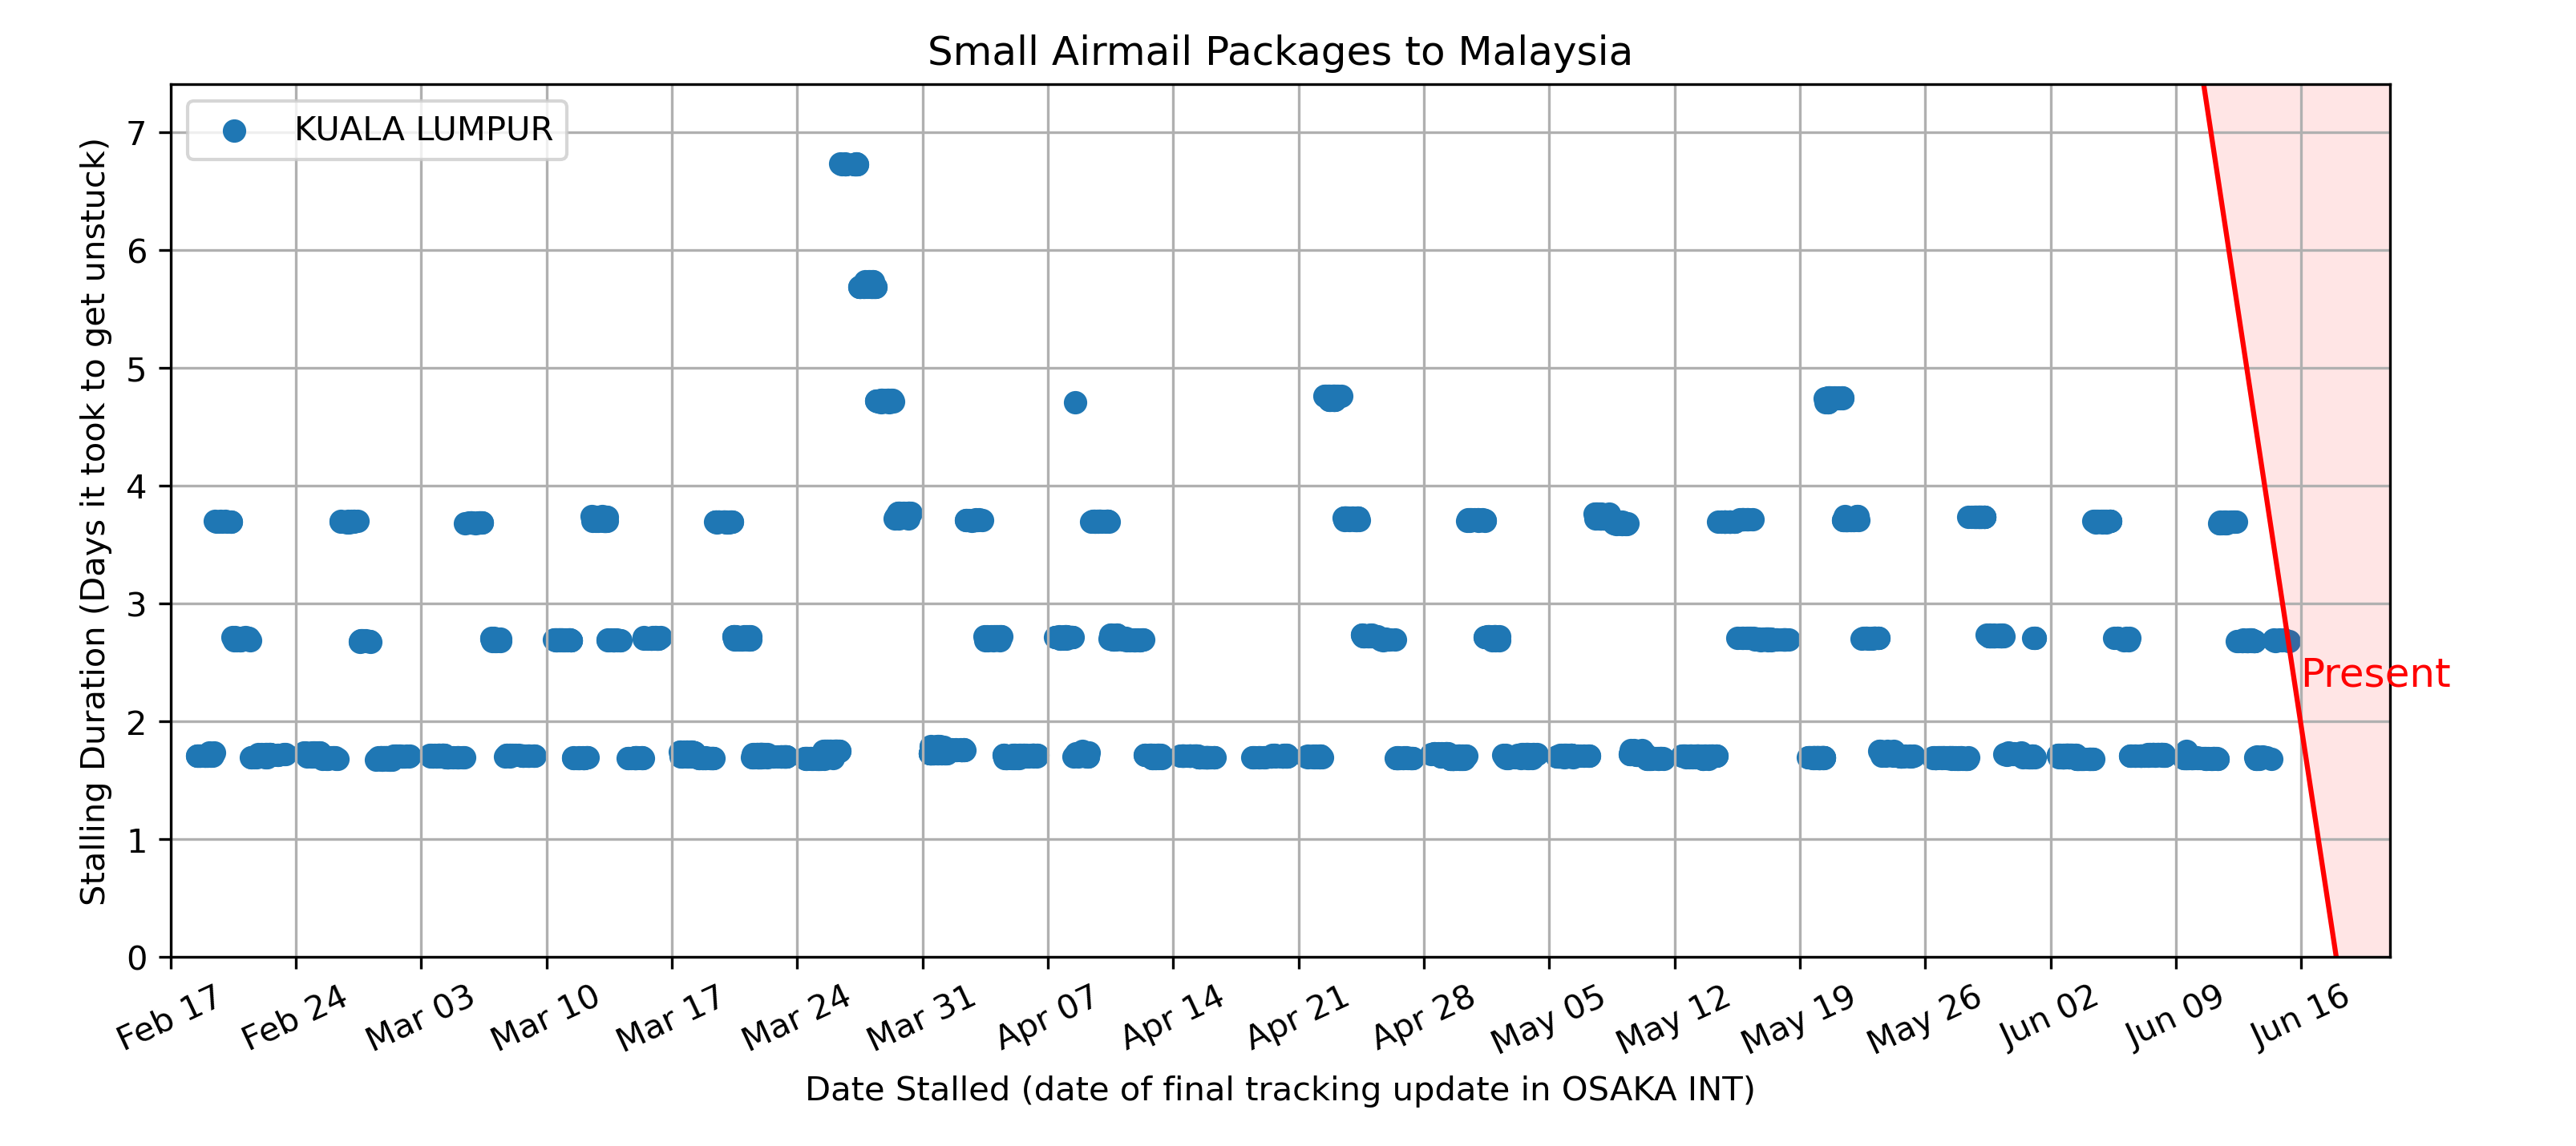 Small Airmail Packages to Malaysia
KUALA LUMPUR
Stalling Duration (Days it took to get unstuck)
7
6
5
4
3
2
1
0
Present
Feb 17
Feb 24
Mar 03
Mar 10
Mar 17
Mar 24
Mar 31
Apr 07
Apr 14
Apr 21
Apr 28
May 05
May 12
May 19
May 26
Jun 02
Jun 09
Jun 16
Date Stalled (date of final tracking update in OSAKA INT)